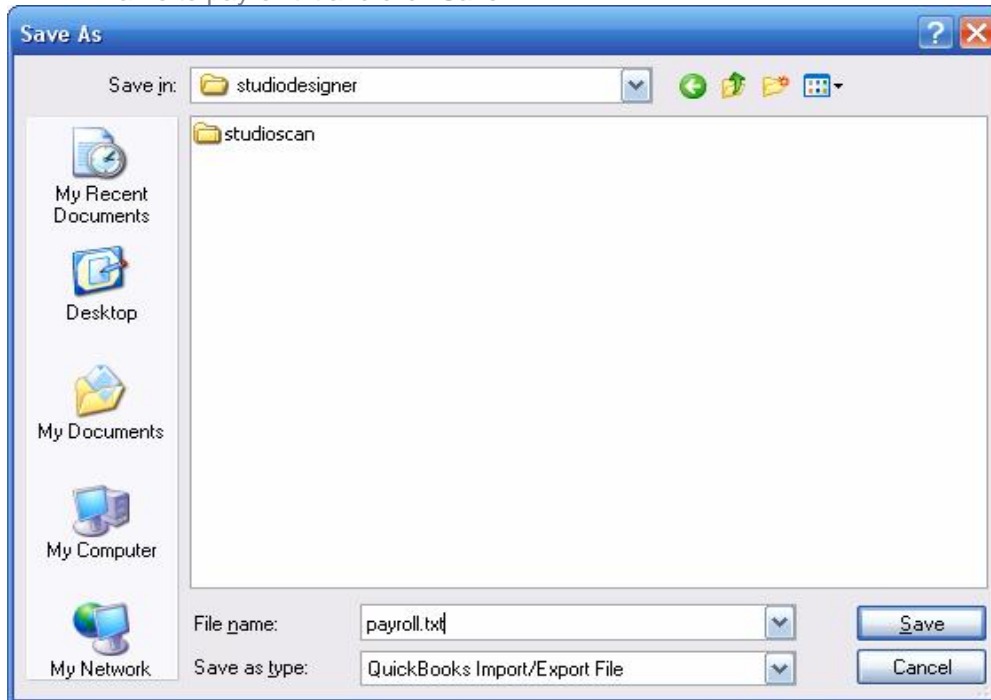 Save As
Save in:
studiodesigner
studioscan
My Recent
Documents
Desktop
My Documents
My Computer
My Network
File name:
payroll.txt
Save
Save as type:
QuickBooks Import/Export File
Cancel